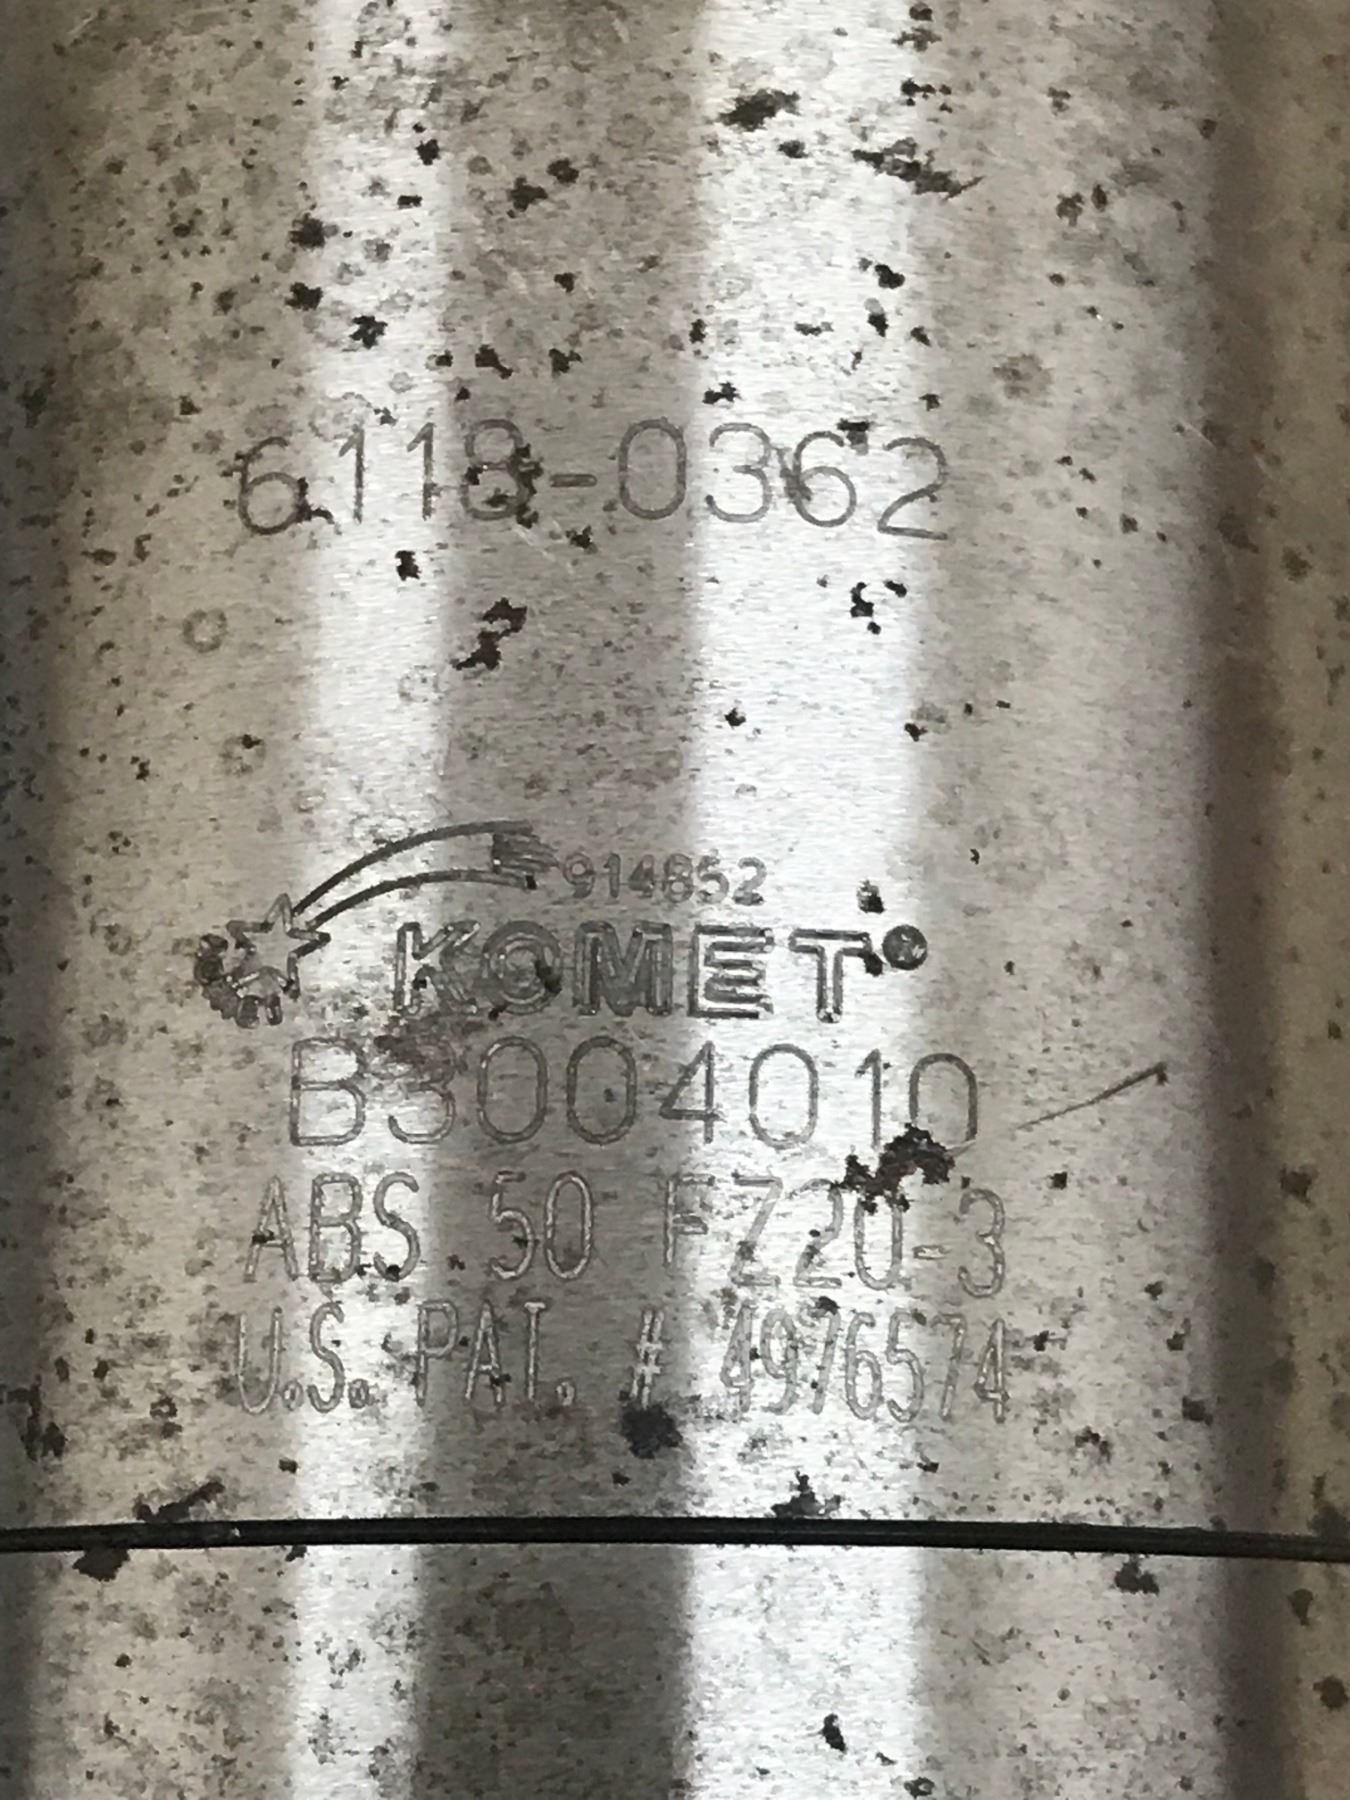 6118-0362
914852
KOMET®
B3004010
ABS 50 FZ20-3
U.S. PAT. # 4976574